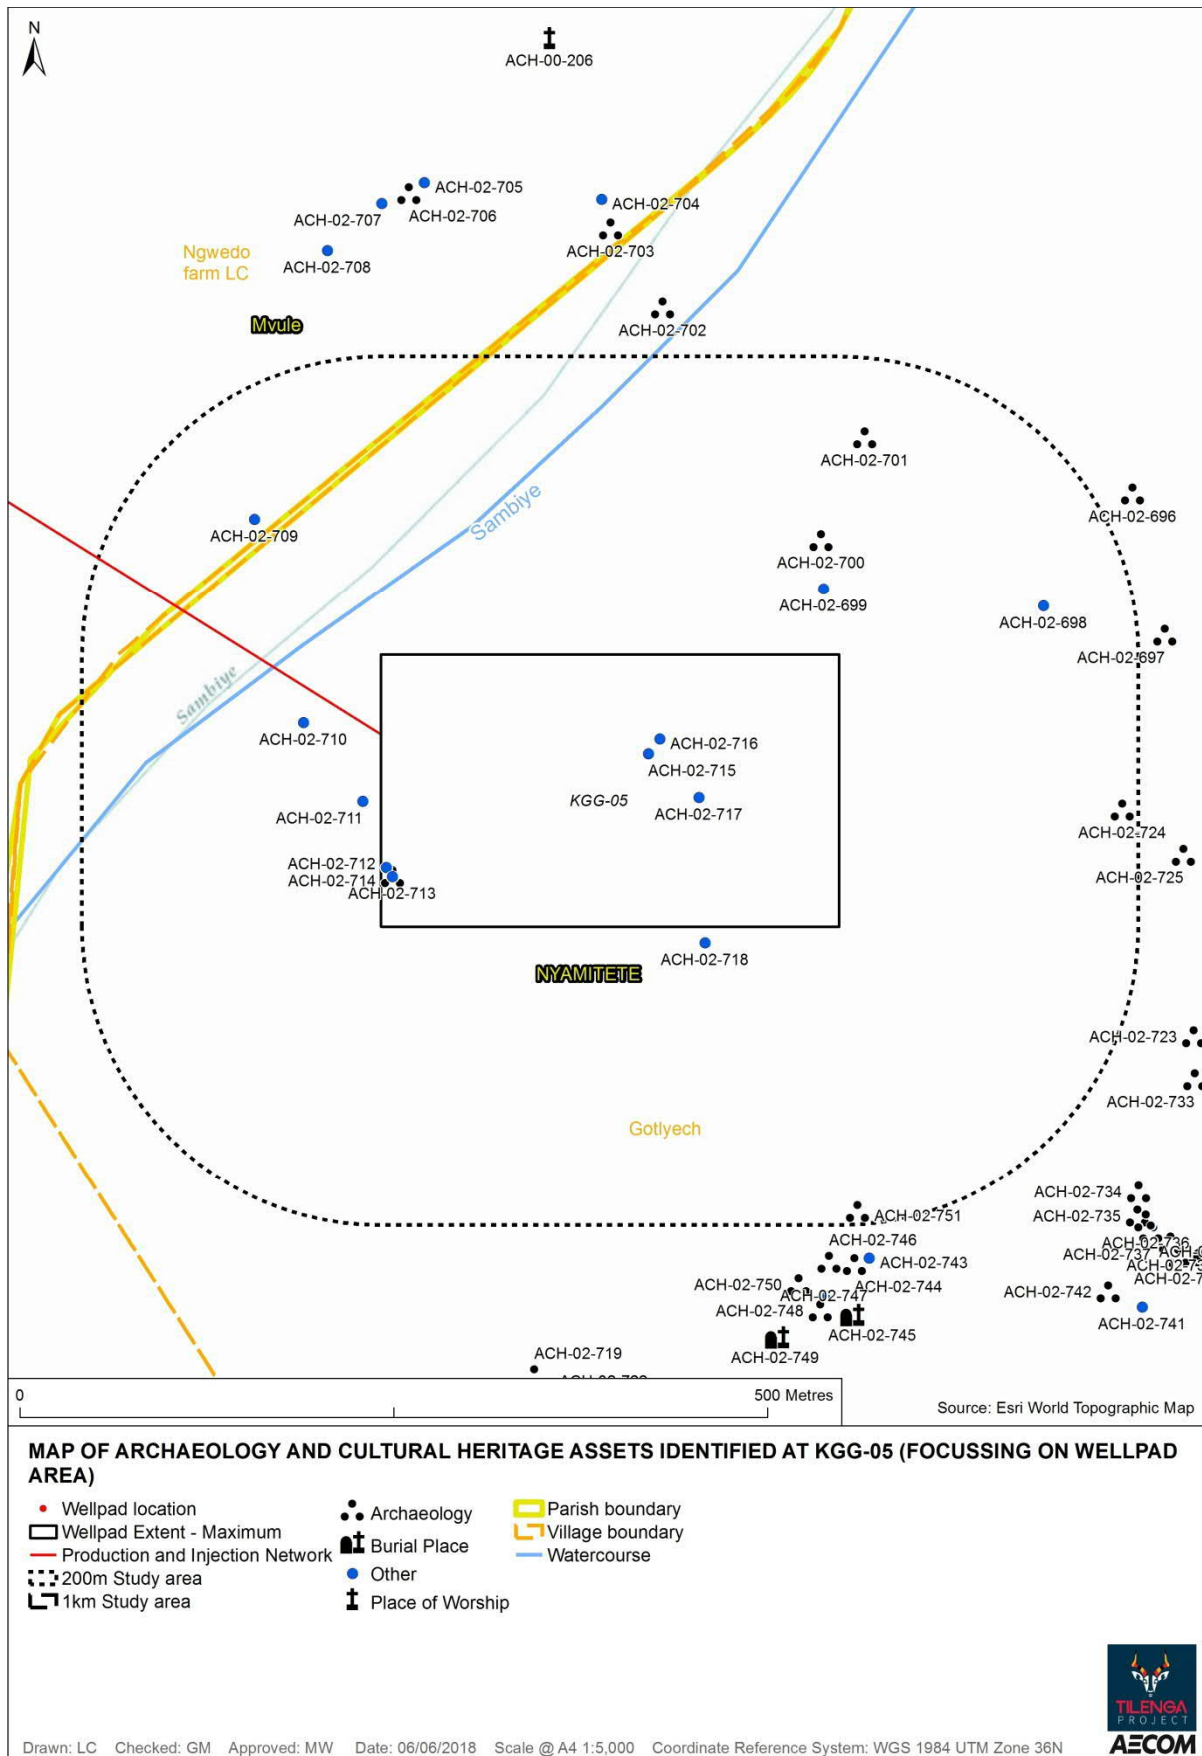 N
ACH-00-206
ACH-02-705
ACH-02-707
ACH-02-706
ACH-02-704
ACH-02-703
Ngwedo
farm LC
ACH-02-708
Mvule
ACH-02-702
ACH-02-701
ACH-02-696
Sambiye
ACH-02-709
ACH-02-700
ACH-02-699
ACH-02-698
ACH-02-697
Sambiye
ACH-02-710
ACH-02-716
ACH-02-715
KGG-05
ACH-02-717
ACH-02-711
ACH-02-724
ACH-02-725
ACH-02-712
ACH-02-714
ACH-02-713
ACH-02-718
NYAMITETE
ACH-02-723
ACH-02-733
Gotlyech
ACH-02-734
ACH-02-735
ACH-02-751
ACH-02-746
ACH-02-736
ACH-02-737
ACH-02-743
ACH-02-744
ACH-02-750
ACH-02-747
ACH-02-742
ACH-02-748
ACH-02-745
ACH-02-741
ACH-02-749
ACH-02-719
0
500 Metres
Source: Esri World Topographic Map
MAP OF ARCHAEOLOGY AND CULTURAL HERITAGE ASSETS IDENTIFIED AT KGG-05 (FOCUSSING ON WELLPAD
AREA)
Wellpad location
Wellpad Extent - Maximum
Production and Injection Network
200m Study area
1km Study area
Archaeology
Burial Place
Other
Place of Worship
Parish boundary
Village boundary
Watercourse
TILENGA
PROJECT
AECOM
Drawn: LC Checked: GM Approved: MW Date: 06/06/2018 Scale @ A4 1:5,000 Coordinate Reference System: WGS 1984 UTM Zone 36N